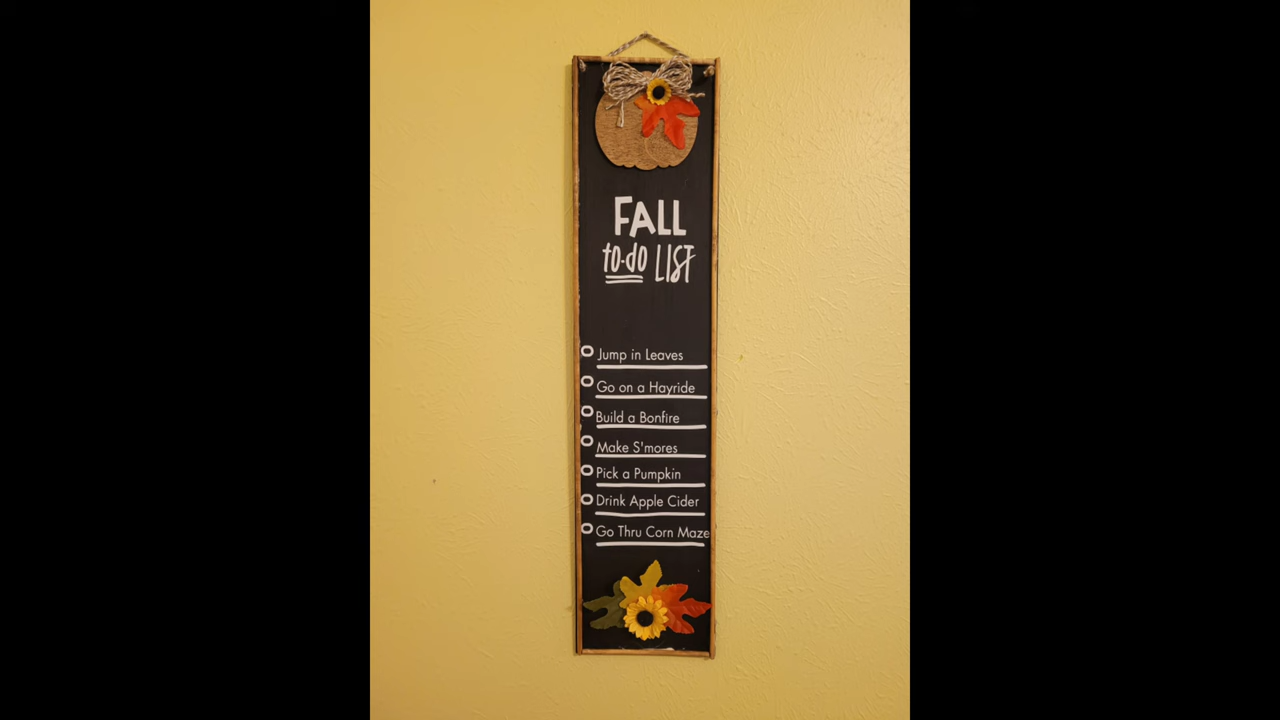 FALL
to-do LIST
Jump in Leaves
Go on a Hayride
Build a Bonfire
Make S'mores
Pick a Pumpkin
Drink Apple Cider
Go Thru Corn Maze